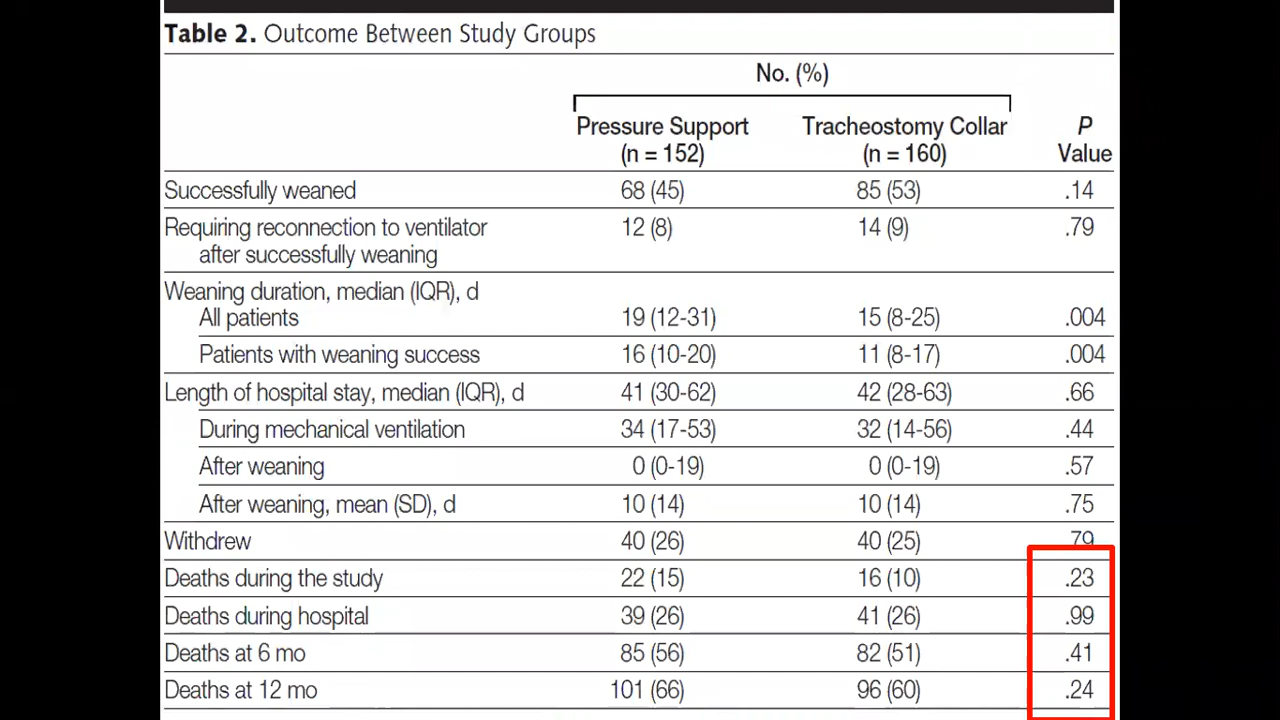 Table 2. Outcome Between Study Groups
No. (%)
Pressure Support Tracheostomy Collar P
(n = 152) (n = 160) Value
Successfully weaned 68 (45) 85 (53) .14
Requiring reconnection to ventilator 12 (8) 14 (9) .79
after successfully weaning
Weaning duration, median (IQR), d
All patients 19 (12-31) 15 (8-25) .004
Patients with weaning success 16 (10-20) 11 (8-17) .004
Length of hospital stay, median (IQR), d 41 (30-62) 42 (28-63) .66
During mechanical ventilation 34 (17-53) 32 (14-56) .44
After weaning 0 (0-19) 0 (0-19) .57
After weaning, mean (SD), d 10 (14) 10 (14) .75
Withdrew 40 (26) 40 (25) .79
Deaths during the study 22 (15) 16 (10) .23
Deaths during hospital 39 (26) 41 (26) .99
Deaths at 6 mo 85 (56) 82 (51) .41
Deaths at 12 mo 101 (66) 96 (60) .24